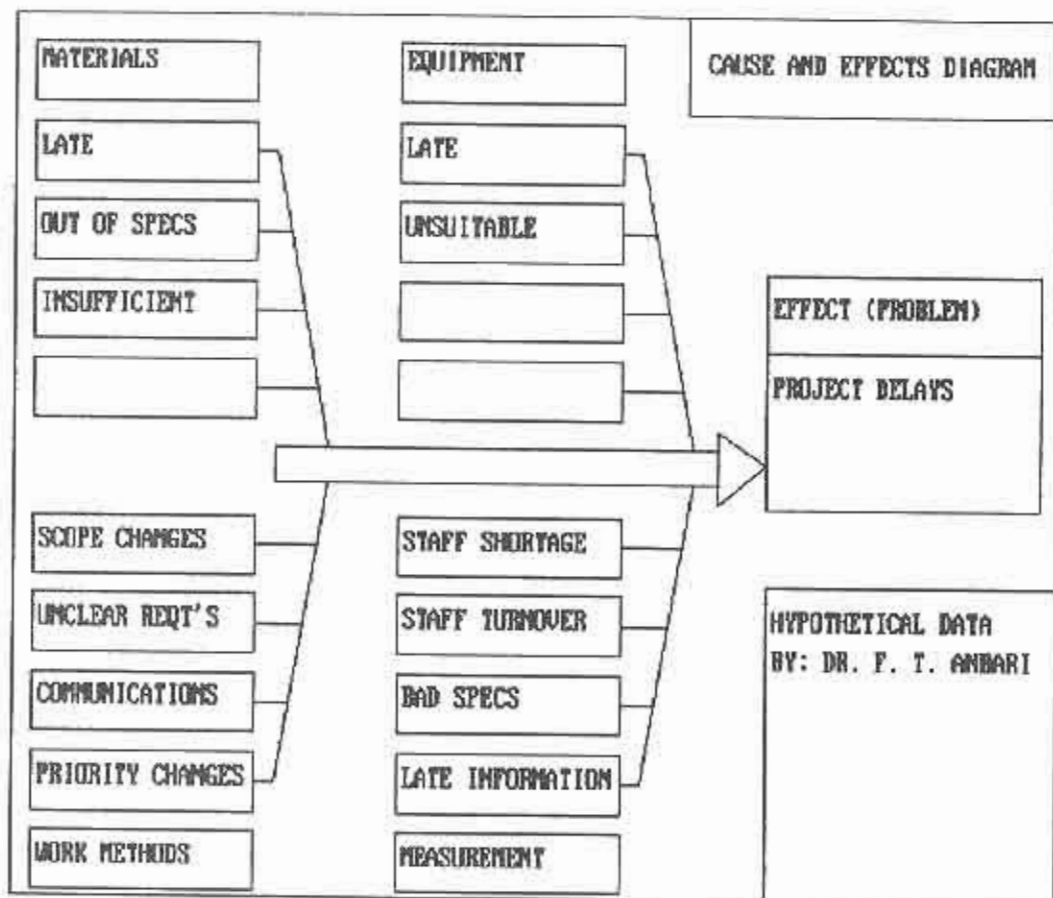 MATERIALS
LATE
OUT OF SPECS
INSUFFICIENT
EQUIPMENT
LATE
UNSUITABLE
CAUSE AND EFFECTS DIAGRAM
EFFECT (PROBLEM)
PROJECT DELAYS
SCOPE CHANGES
UNCLEAR REQT'S
COMMUNICATIONS
PRIORITY CHANGES
WORK METHODS
STAFF SHORTAGE
STAFF TURNOVER
BAD SPECS
LATE INFORMATION
MEASUREMENT
HYPOTHETICAL DATA
BY: DR. F. T. ANBARI